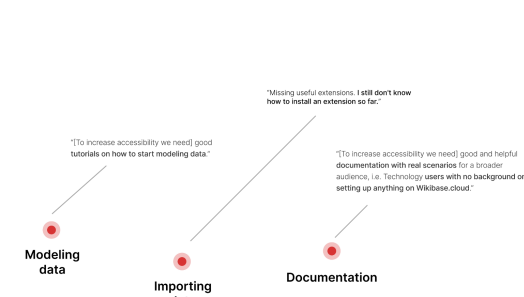 "Missing useful extensions. I still don't know
how to install an extension so far."
"[To increase accessibility we need] good
tutorials on how to start modeling data."
"[To increase accessibility we need] good and helpful
documentation with real scenarios for a broader
audience, i.e. Technology users with no background or
setting up anything on Wikibase.cloud."
Modeling
data
Importing
Documentation